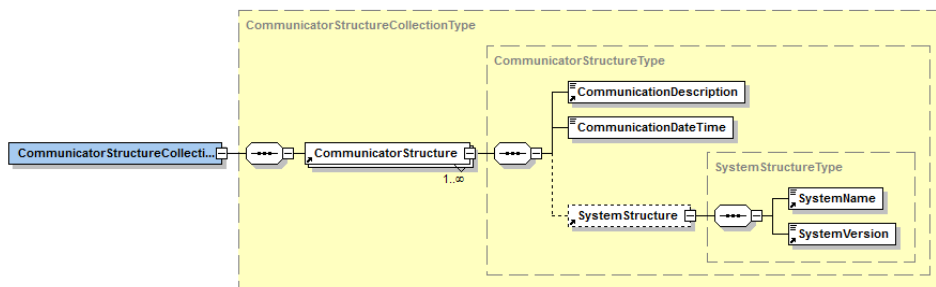 CommunicatorStructureCollectionType
CommunicatorStructureType
CommunicationDescription
CommunicationDateTime
CommunicatorStructureCollecti...
CommunicatorStructure
1..∞
SystemStructureType
SystemStructure
SystemName
SystemVersion